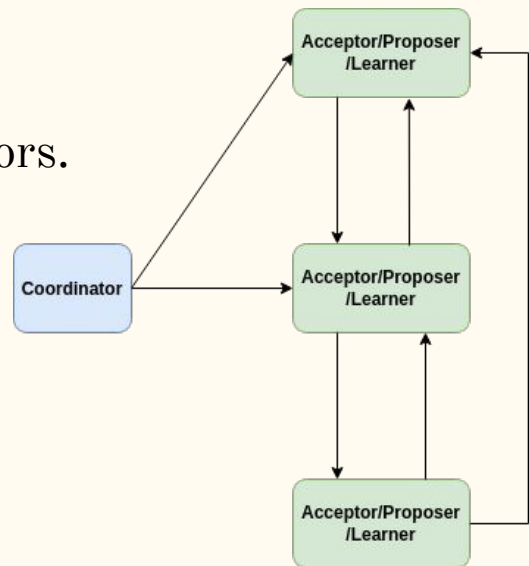 Acceptor/Proposer
/Learner
ors.
Coordinator
Acceptor/Proposer
/Learner
Acceptor/Proposer
/Learner